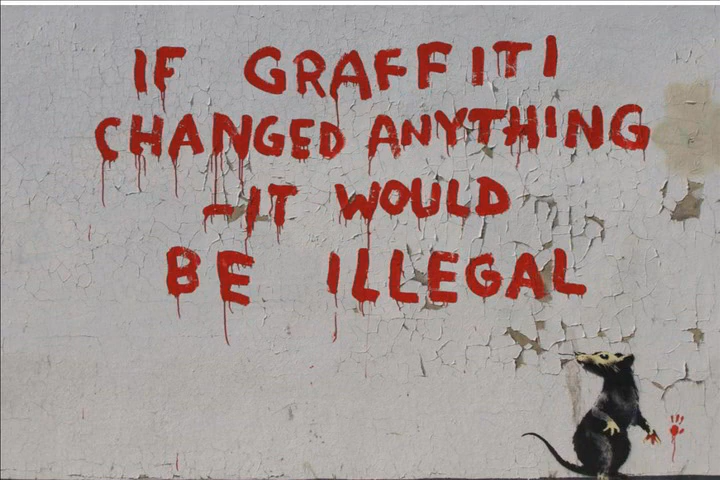 IF GRAFFITI
CHANGED ANYTHING
–IT WOULD
BE ILLEGAL